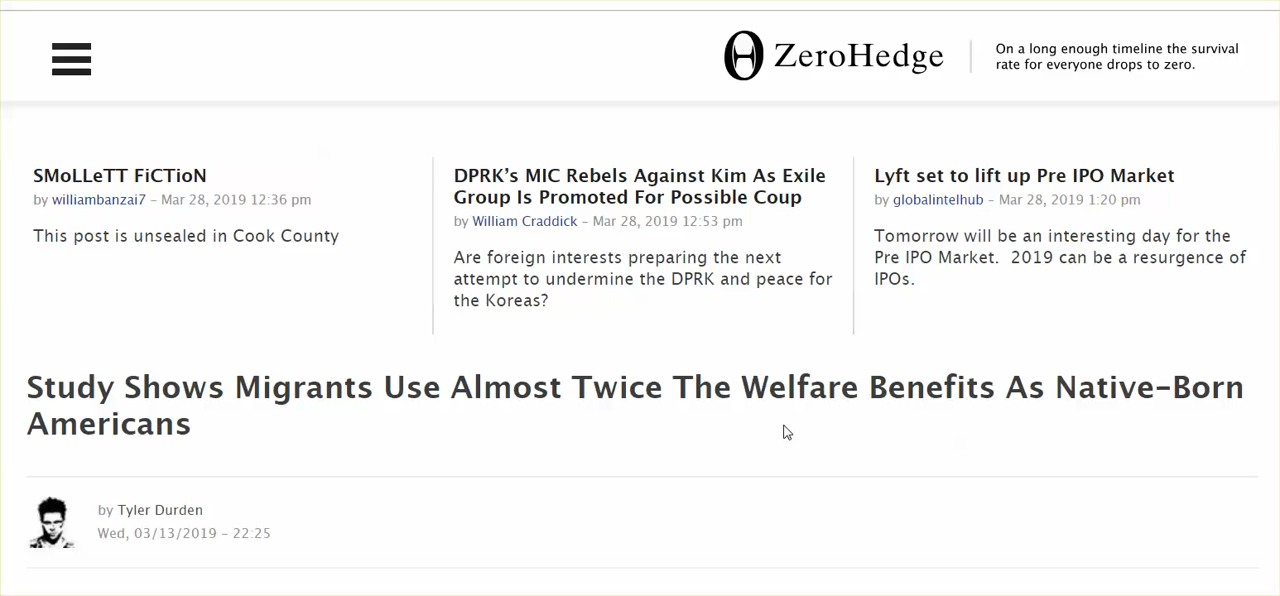 ZeroHedge
On a long enough timeline the survival
rate for everyone drops to zero.
SMoLLeTT FiCTioN
by williambanzai7 – Mar 28, 2019 12:36 pm
This post is unsealed in Cook County
DPRK’s MIC Rebels Against Kim As Exile
Group Is Promoted For Possible Coup
by William Craddick – Mar 28, 2019 12:53 pm
Are foreign interests preparing the next
attempt to undermine the DPRK and peace for
the Koreas?
Lyft set to lift up Pre IPO Market
by globalintelhub – Mar 28, 2019 1:20 pm
Tomorrow will be an interesting day for the
Pre IPO Market.  2019 can be a resurgence of
IPOs.
Study Shows Migrants Use Almost Twice The Welfare Benefits As Native-Born
Americans
by Tyler Durden
Wed, 03/13/2019 – 22:25